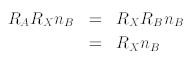 R_A R_X n_B = R_X R_B n_B
= R_X n_B